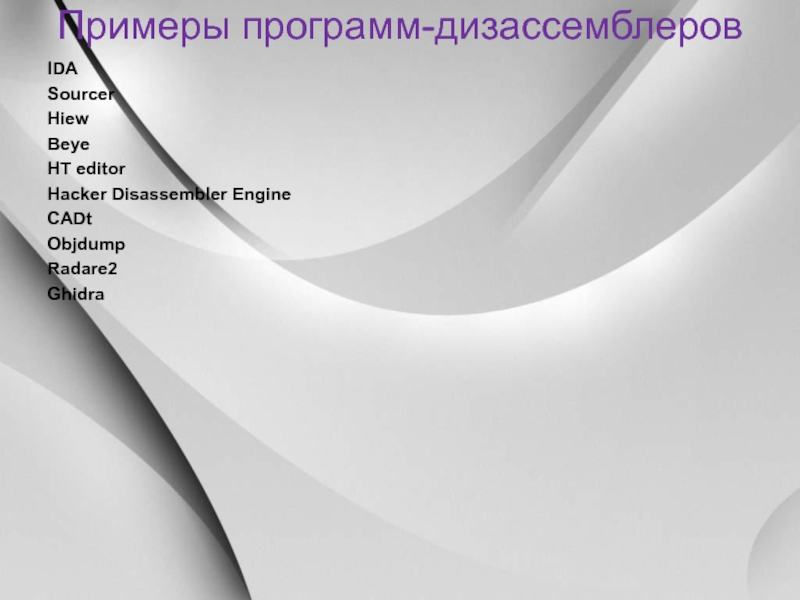 Примеры программ-дизассемблеров
IDA
Sourcer
Hiew
Beye
HT editor
Hacker Disassembler Engine
CADt
Objdump
Radare2
Ghidra